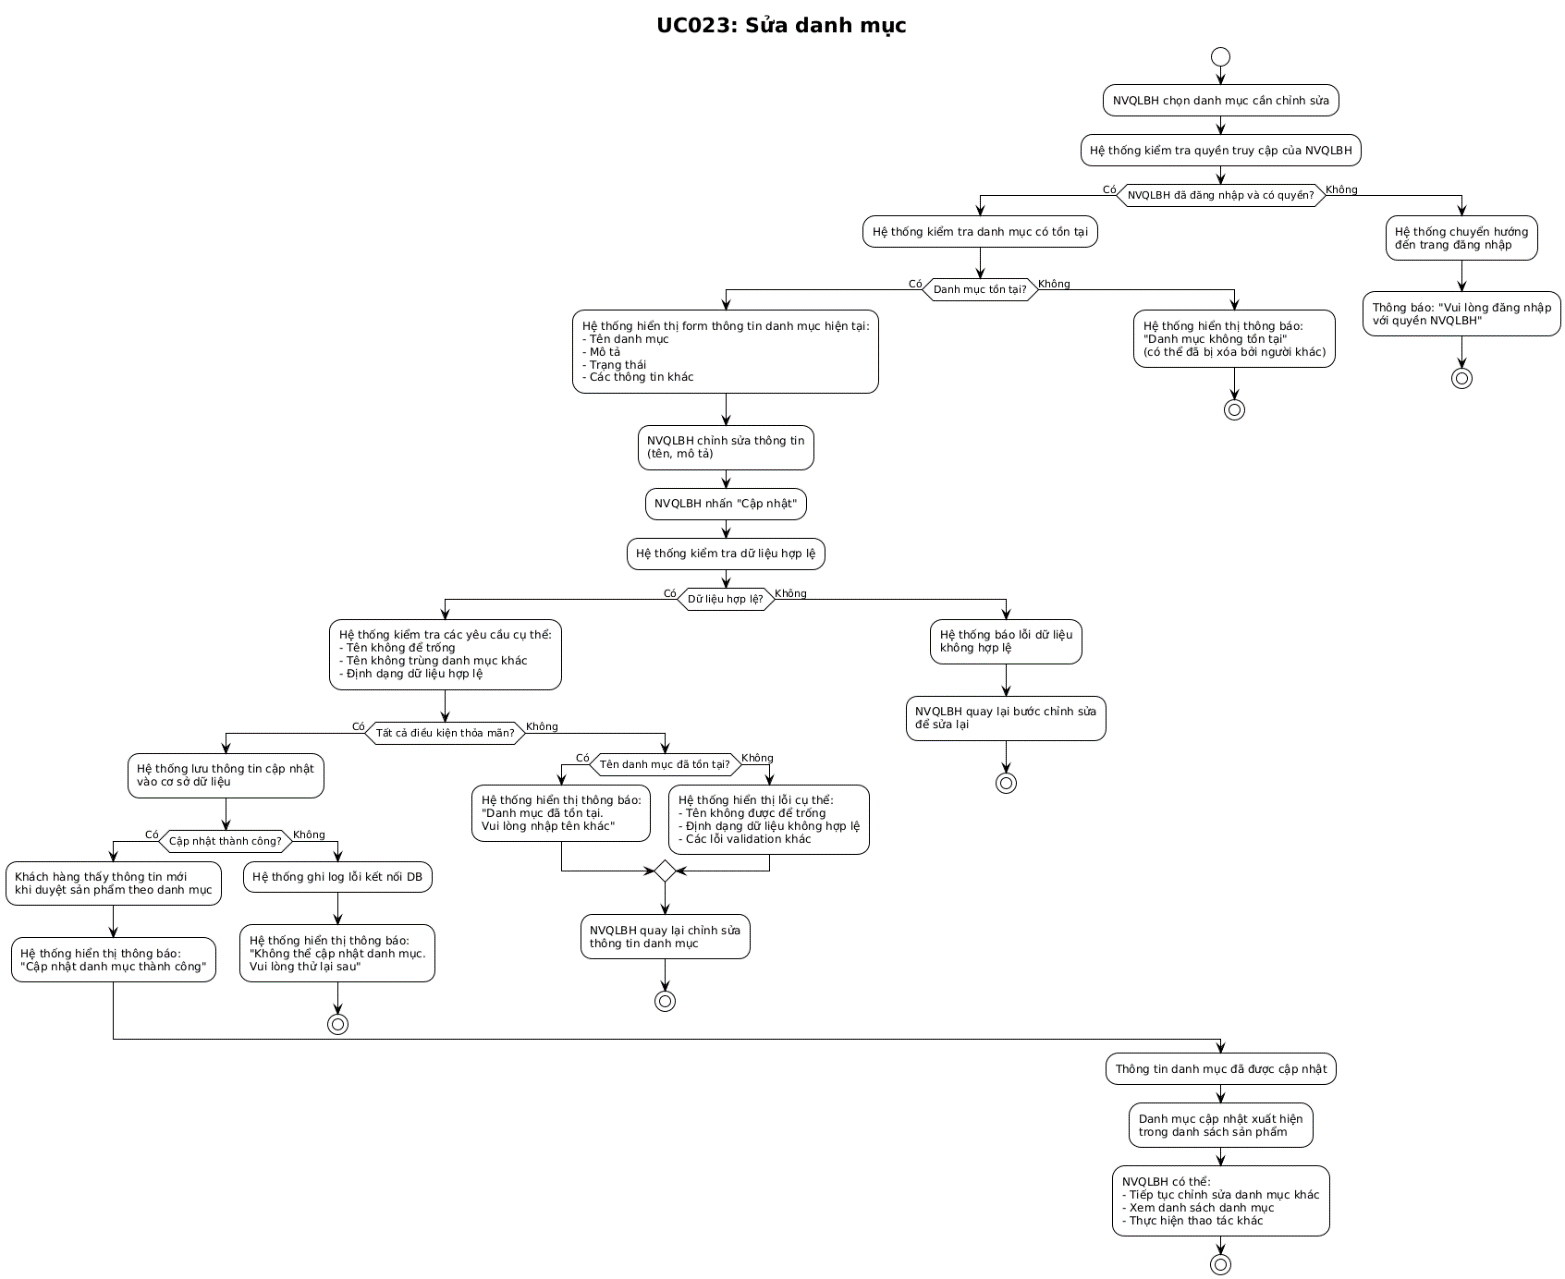 UC023: Sửa danh mục
NVQLBH chọn danh mục cần chỉnh sửa
Hệ thống kiểm tra quyền truy cập của NVQLBH
Có
NVQLBH đã đăng nhập và có quyền?
Không
Hệ thống kiểm tra danh mục có tồn tại
Hệ thống chuyển hướng
đến trang đăng nhập
Có
Danh mục tồn tại?
Không
Thông báo: "Vui lòng đăng nhập
với quyền NVQLBH"
Hệ thống hiển thị form thông tin danh mục hiện tại:
- Tên danh mục
- Mô tả
- Trạng thái
- Các thông tin khác
Hệ thống hiển thị thông báo:
"Danh mục không tồn tại"
(có thể đã bị xóa bởi người khác)
NVQLBH chỉnh sửa thông tin
(tên, mô tả)
NVQLBH nhấn "Cập nhật"
Hệ thống kiểm tra dữ liệu hợp lệ
Có
Dữ liệu hợp lệ?
Không
Hệ thống kiểm tra các yêu cầu cụ thể:
- Tên không để trống
- Tên không trùng danh mục khác
- Định dạng dữ liệu hợp lệ
Hệ thống báo lỗi dữ liệu
không hợp lệ
NVQLBH quay lại bước chỉnh sửa
để sửa lại
Có
Tất cả điều kiện thỏa mãn?
Không
Hệ thống lưu thông tin cập nhật
vào cơ sở dữ liệu
Có
Tên danh mục đã tồn tại?
Không
Hệ thống hiển thị thông báo:
"Danh mục đã tồn tại.
Vui lòng nhập tên khác"
Hệ thống hiển thị lỗi cụ thể:
- Tên không được để trống
- Định dạng dữ liệu không hợp lệ
- Các lỗi validation khác
Có
Cập nhật thành công?
Không
Khách hàng thấy thông tin mới
khi duyệt sản phẩm theo danh mục
Hệ thống ghi log lỗi kết nối DB
Hệ thống hiển thị thông báo:
"Cập nhật danh mục thành công"
Hệ thống hiển thị thông báo:
"Không thể cập nhật danh mục.
Vui lòng thử lại sau"
NVQLBH quay lại chỉnh sửa
thông tin danh mục
Thông tin danh mục đã được cập nhật
Danh mục cập nhật xuất hiện
trong danh sách sản phẩm
NVQLBH có thể:
- Tiếp tục chỉnh sửa danh mục khác
- Xem danh sách danh mục
- Thực hiện thao tác khác